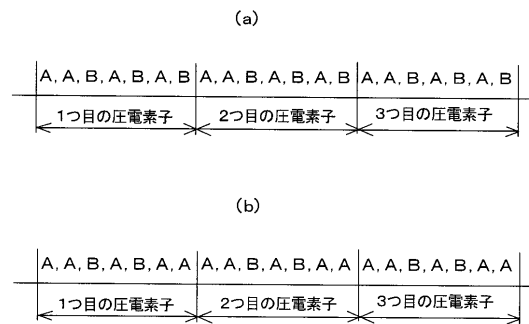 (a)
A, A, B, A, B, A, B A, A, B, A, B, A, B A, A, B, A, B, A, B
1つ目の圧電素子 2つ目の圧電素子 3つ目の圧電素子
(b)
A, A, B, A, B, A, A A, A, B, A, B, A, A A, A, B, A, B, A, A
1つ目の圧電素子 2つ目の圧電素子 3つ目の圧電素子